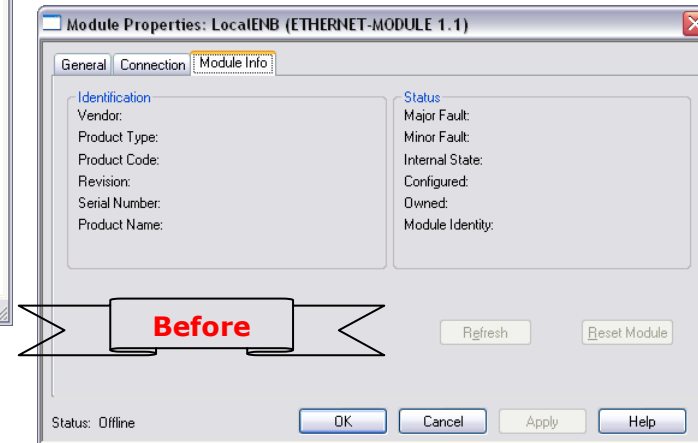 Module Properties: LocalENB (ETHERNET-MODULE 1.1)
General Connection Module Info
Identification
Vendor:
Product Type:
Product Code:
Revision:
Serial Number:
Product Name:
Status
Major Fault:
Minor Fault:
Internal State:
Configured:
Owned:
Module Identity:
Before
Refresh Reset Module
Status: Offline OK Cancel Apply Help